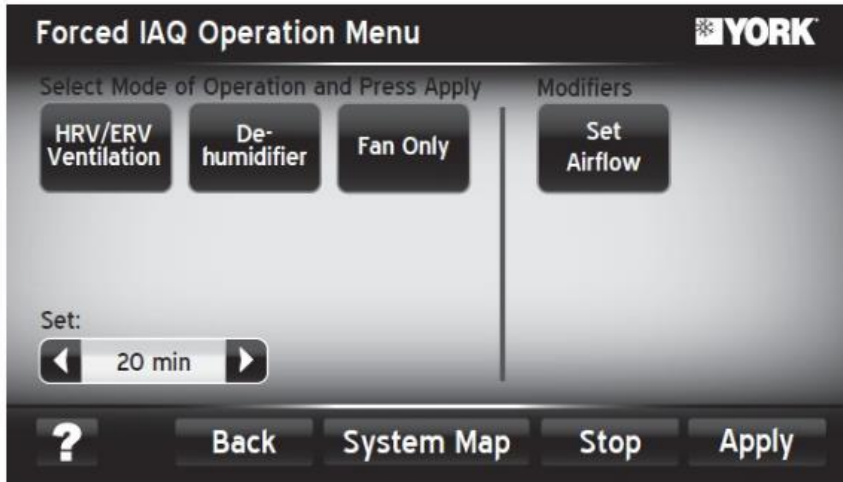 Forced IAQ Operation Menu
YORK
Select Mode of Operation and Press Apply
Modifiers
HRV/ERV
Ventilation
De-
humidifier
Fan Only
Set
Airflow
Set:
20 min
?
Back
System Map
Stop
Apply